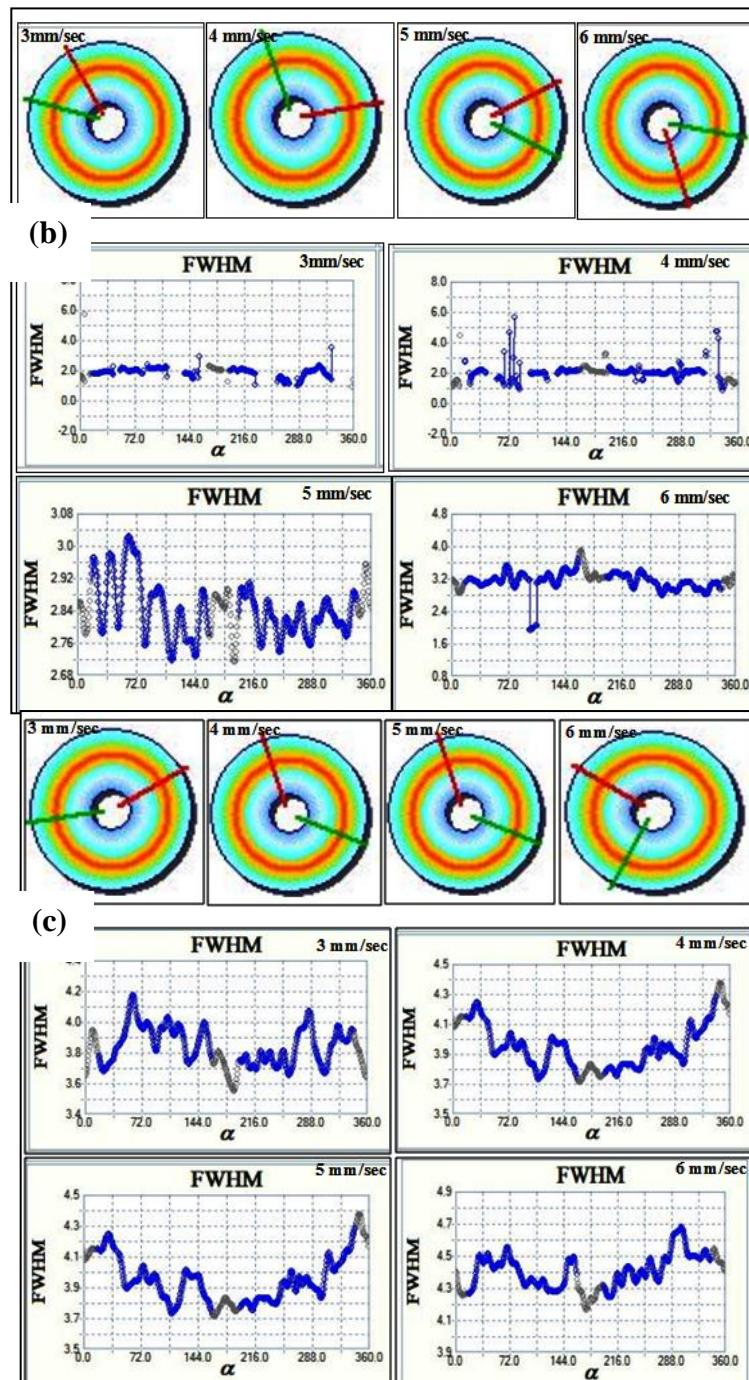 3mm/sec 4 mm/sec 5 mm/sec 6 mm/sec
(b)
FWHM 3mm/sec
FWHM
8.0
6.0
4.0
2.0
0.0
-2.0
0.0 72.0 144.0 216.0 288.0 360.0
α
FWHM 4 mm/sec
FWHM
8.0
6.0
4.0
2.0
0.0
-2.0
0.0 72.0 144.0 216.0 288.0 360.0
α
FWHM 5 mm/sec
FWHM
3.08
3.0
2.92
2.84
2.76
2.68
0.0 72.0 144.0 216.0 288.0 360.0
α
FWHM 6 mm/sec
FWHM
4.8
4.0
3.2
2.4
1.6
0.8
0.0 72.0 144.0 216.0 288.0 360.0
α
3 mm/sec 4 mm/sec 5 mm/sec 6 mm/sec
(c)
FWHM 3 mm/sec
FWHM
4.4
4.2
4.0
3.8
3.6
3.4
0.0 72.0 144.0 216.0 288.0 360.0
α
FWHM 4 mm/sec
FWHM
4.5
4.3
4.1
3.9
3.7
3.5
0.0 72.0 144.0 216.0 288.0 360.0
α
FWHM 5 mm/sec
FWHM
4.5
4.3
4.1
3.9
3.7
3.5
0.0 72.0 144.0 216.0 288.0 360.0
α
FWHM 6 mm/sec
FWHM
4.9
4.7
4.5
4.3
4.1
3.9
0.0 72.0 144.0 216.0 288.0 360.0
α